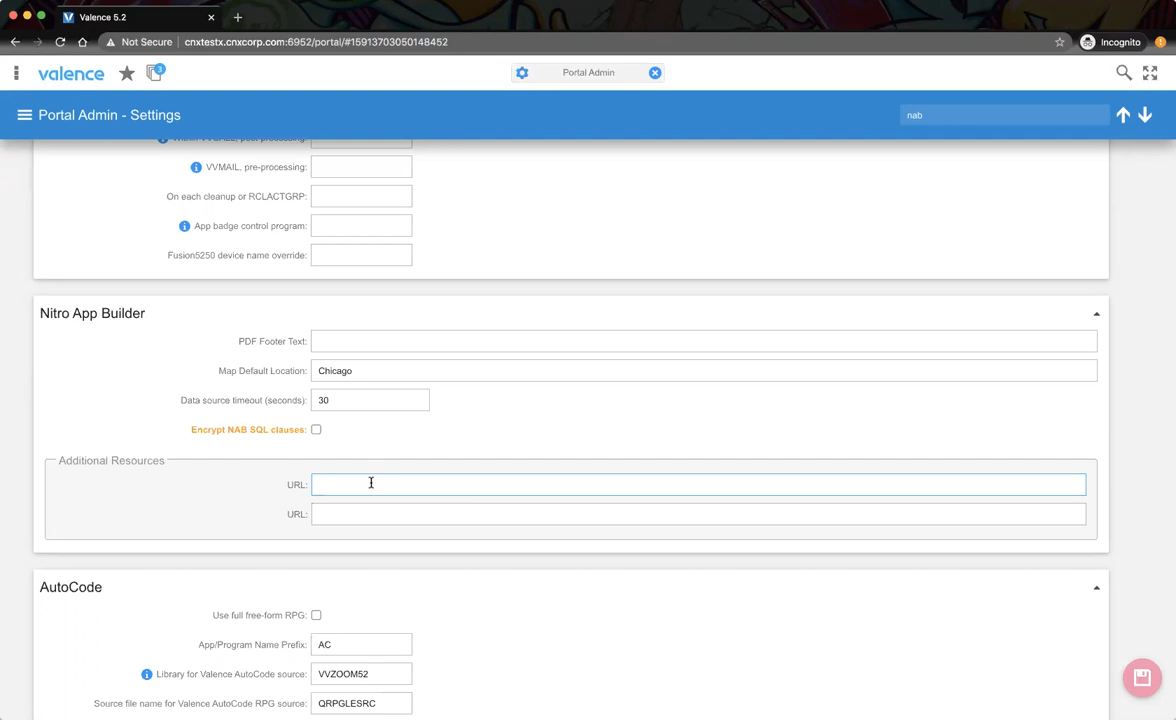 Valence 5.2
Not Secure cnxtestx.cnxcorp.com:6952/portal/#15913703050148452
Incognito
valence
3
Portal Admin
Portal Admin - Settings
nab
VVMAIL, pre-processing:
On each cleanup or RCLACTGRP:
App badge control program:
Fusion5250 device name override:
Nitro App Builder
PDF Footer Text:
Map Default Location: Chicago
Data source timeout (seconds): 30
Encrypt NAB SQL clauses:
Additional Resources
URL:
URL:
AutoCode
Use full free-form RPG:
App/Program Name Prefix: AC
Library for Valence AutoCode source: VVZOOM52
Source file name for Valence AutoCode RPG source: QRPGLESRC